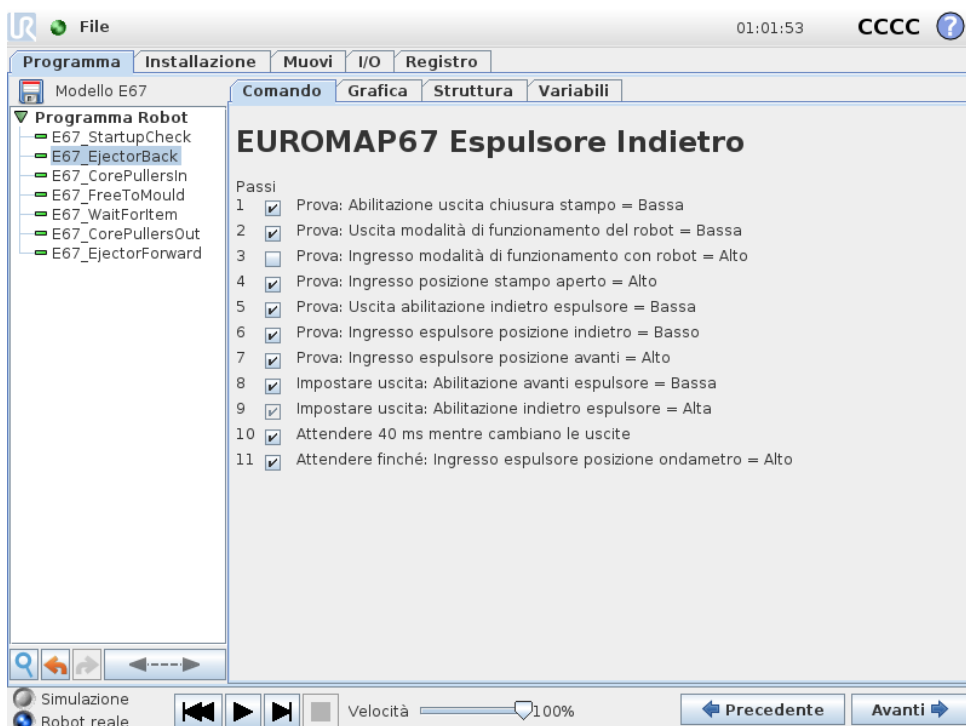 UR File 01:01:53 CCCC ?
Programma Installazione Muovi I/O Registro
Modello E67 Comando Grafica Struttura Variabili
Programma Robot
E67_StartupCheck
E67_EjectorBack
E67_CorePullersIn
E67_FreeToMould
E67_WaitForItem
E67_CorePullersOut
E67_EjectorForward
EUROMAP67 Espulsore Indietro
Passi
1 Prova: Abilitazione uscita chiusura stampo = Bassa
2 Prova: Uscita modalità di funzionamento del robot = Bassa
3 Prova: Ingresso modalità di funzionamento con robot = Alto
4 Prova: Ingresso posizione stampo aperto = Alto
5 Prova: Uscita abilitazione indietro espulsore = Bassa
6 Prova: Ingresso espulsore posizione indietro = Basso
7 Prova: Ingresso espulsore posizione avanti = Alto
8 Impostare uscita: Abilitazione avanti espulsore = Bassa
9 Impostare uscita: Abilitazione indietro espulsore = Alta
10 Attendere 40 ms mentre cambiano le uscite
11 Attendere finché: Ingresso espulsore posizione ondametro = Alto
Simulazione
Robot reale
Velocità 100% Precedente Avanti